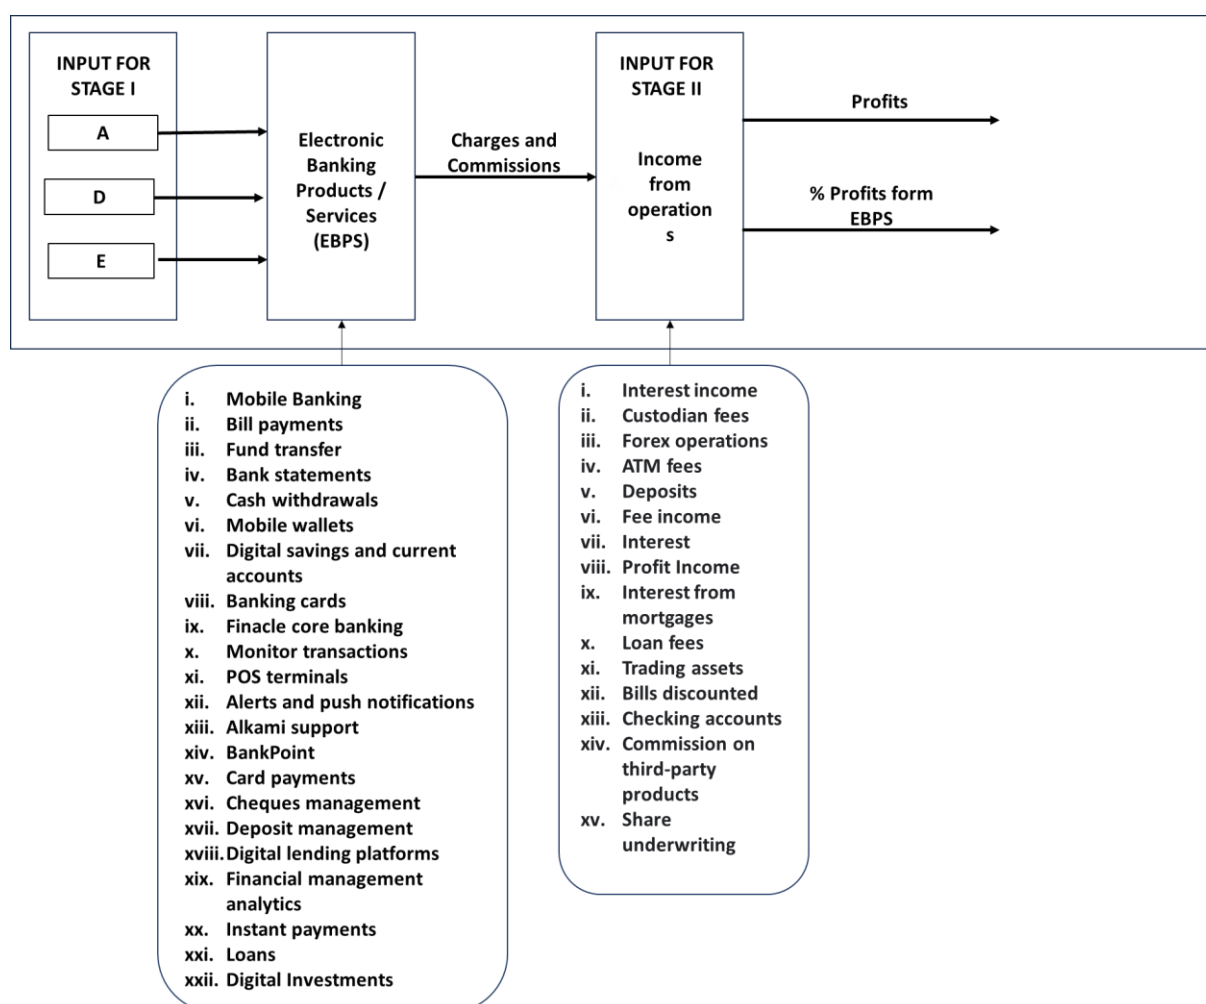 INPUT FOR
STAGE I
A
D
E
Electronic
Banking
Products /
Services
(EBPS)
Charges and
Commissions
INPUT FOR
STAGE II
Income
from
operation
s
Profits
% Profits form
EBPS
i. Mobile Banking
ii. Bill payments
iii. Fund transfer
iv. Bank statements
v. Cash withdrawals
vi. Mobile wallets
vii. Digital savings and current
accounts
viii. Banking cards
ix. Finacle core banking
x. Monitor transactions
xi. POS terminals
xii. Alerts and push notifications
xiii. Alkami support
xiv. BankPoint
xv. Card payments
xvi. Cheques management
xvii. Deposit management
xviii. Digital lending platforms
xix. Financial management
analytics
xx. Instant payments
xxi. Loans
xxii. Digital Investments
i. Interest income
ii. Custodian fees
iii. Forex operations
iv. ATM fees
v. Deposits
vi. Fee income
vii. Interest
viii. Profit Income
ix. Interest from
mortgages
x. Loan fees
xi. Trading assets
xii. Bills discounted
xiii. Checking accounts
xiv. Commission on
third-party
products
xv. Share
underwriting